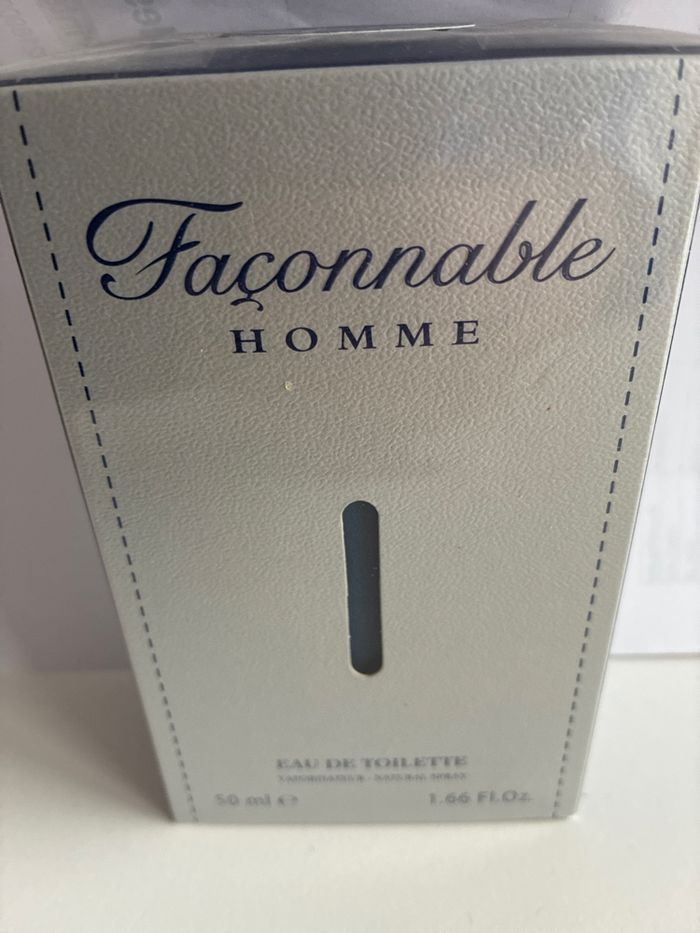 Façonnable
HOMME
EAU DE TOILETTE
VAPORISATEUR - NATURAL SPRAY
50 ml ℮ 1.66 Fl.Oz.